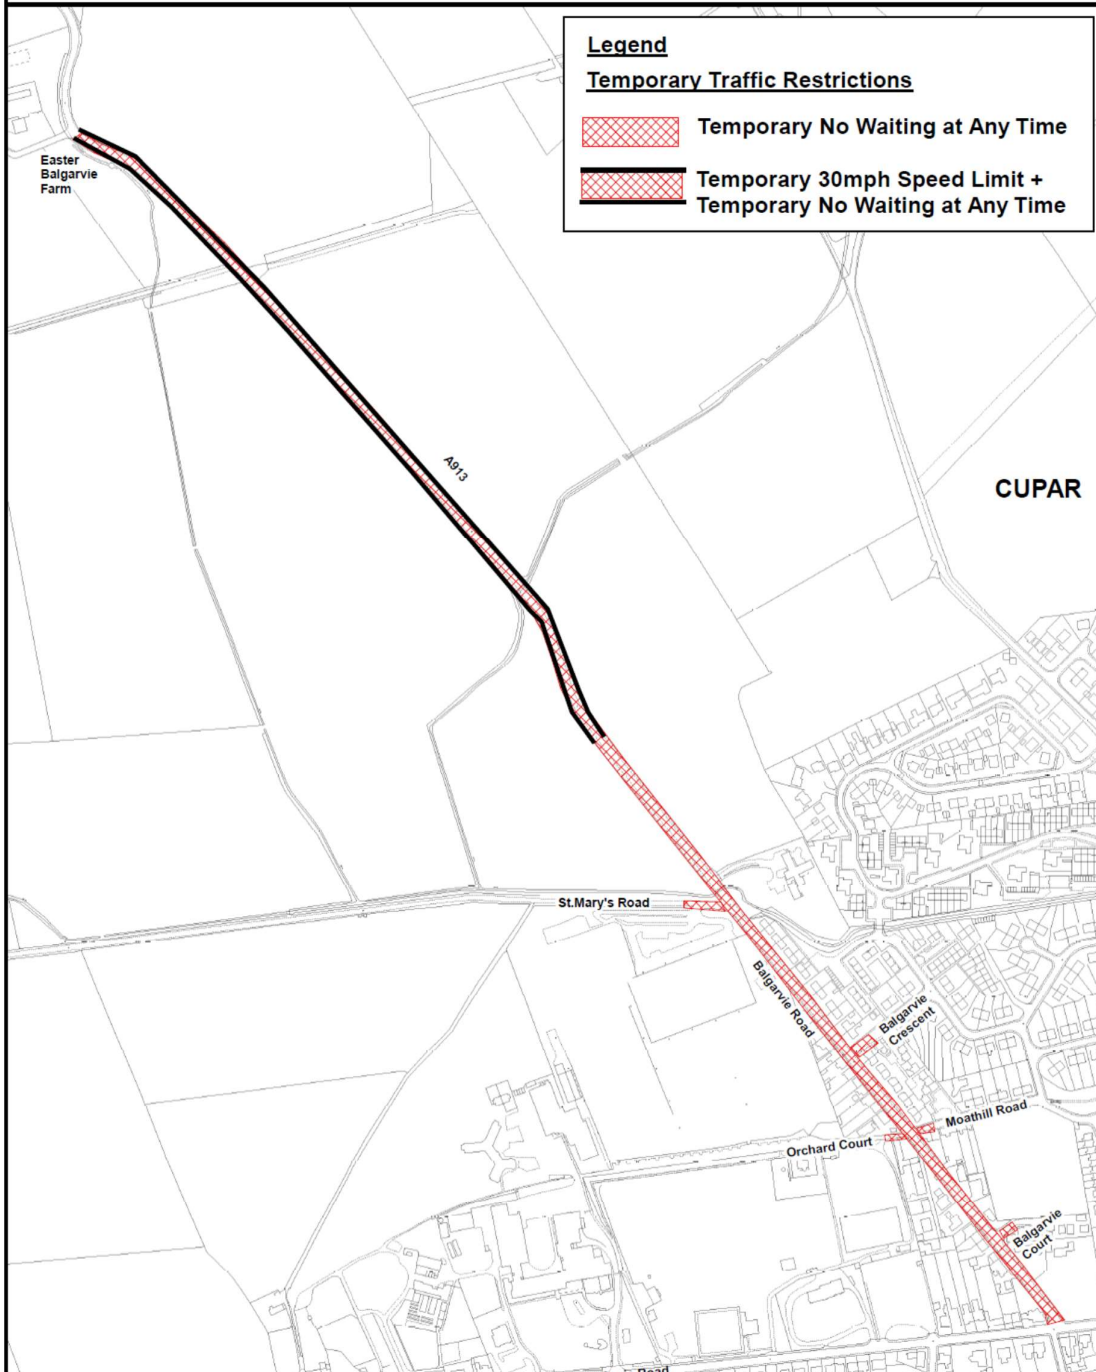 Legend
Temporary Traffic Restrictions
Temporary No Waiting at Any Time
Temporary 30mph Speed Limit +
Temporary No Waiting at Any Time
Easter
Balgarvie
Farm
A913
CUPAR
St.Mary's Road
Balgarvie Road
Balgarvie
Crescent
Moathill Road
Orchard Court
Balgarvie
Court
Road